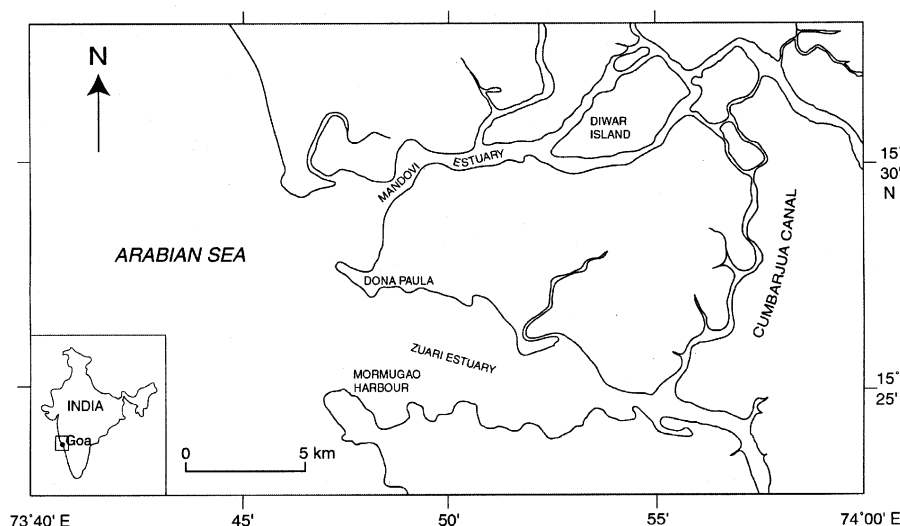 N
DIWAR
ISLAND
MANDOVI
ESTUARY
15°
30'
N
ARABIAN SEA
CUMBARJUA CANAL
DONA PAULA
ZUARI ESTUARY
MORMUGAO
HARBOUR
15°
25'
INDIA
Goa
0 5 km
73°40' E 45' 50' 55' 74°00' E